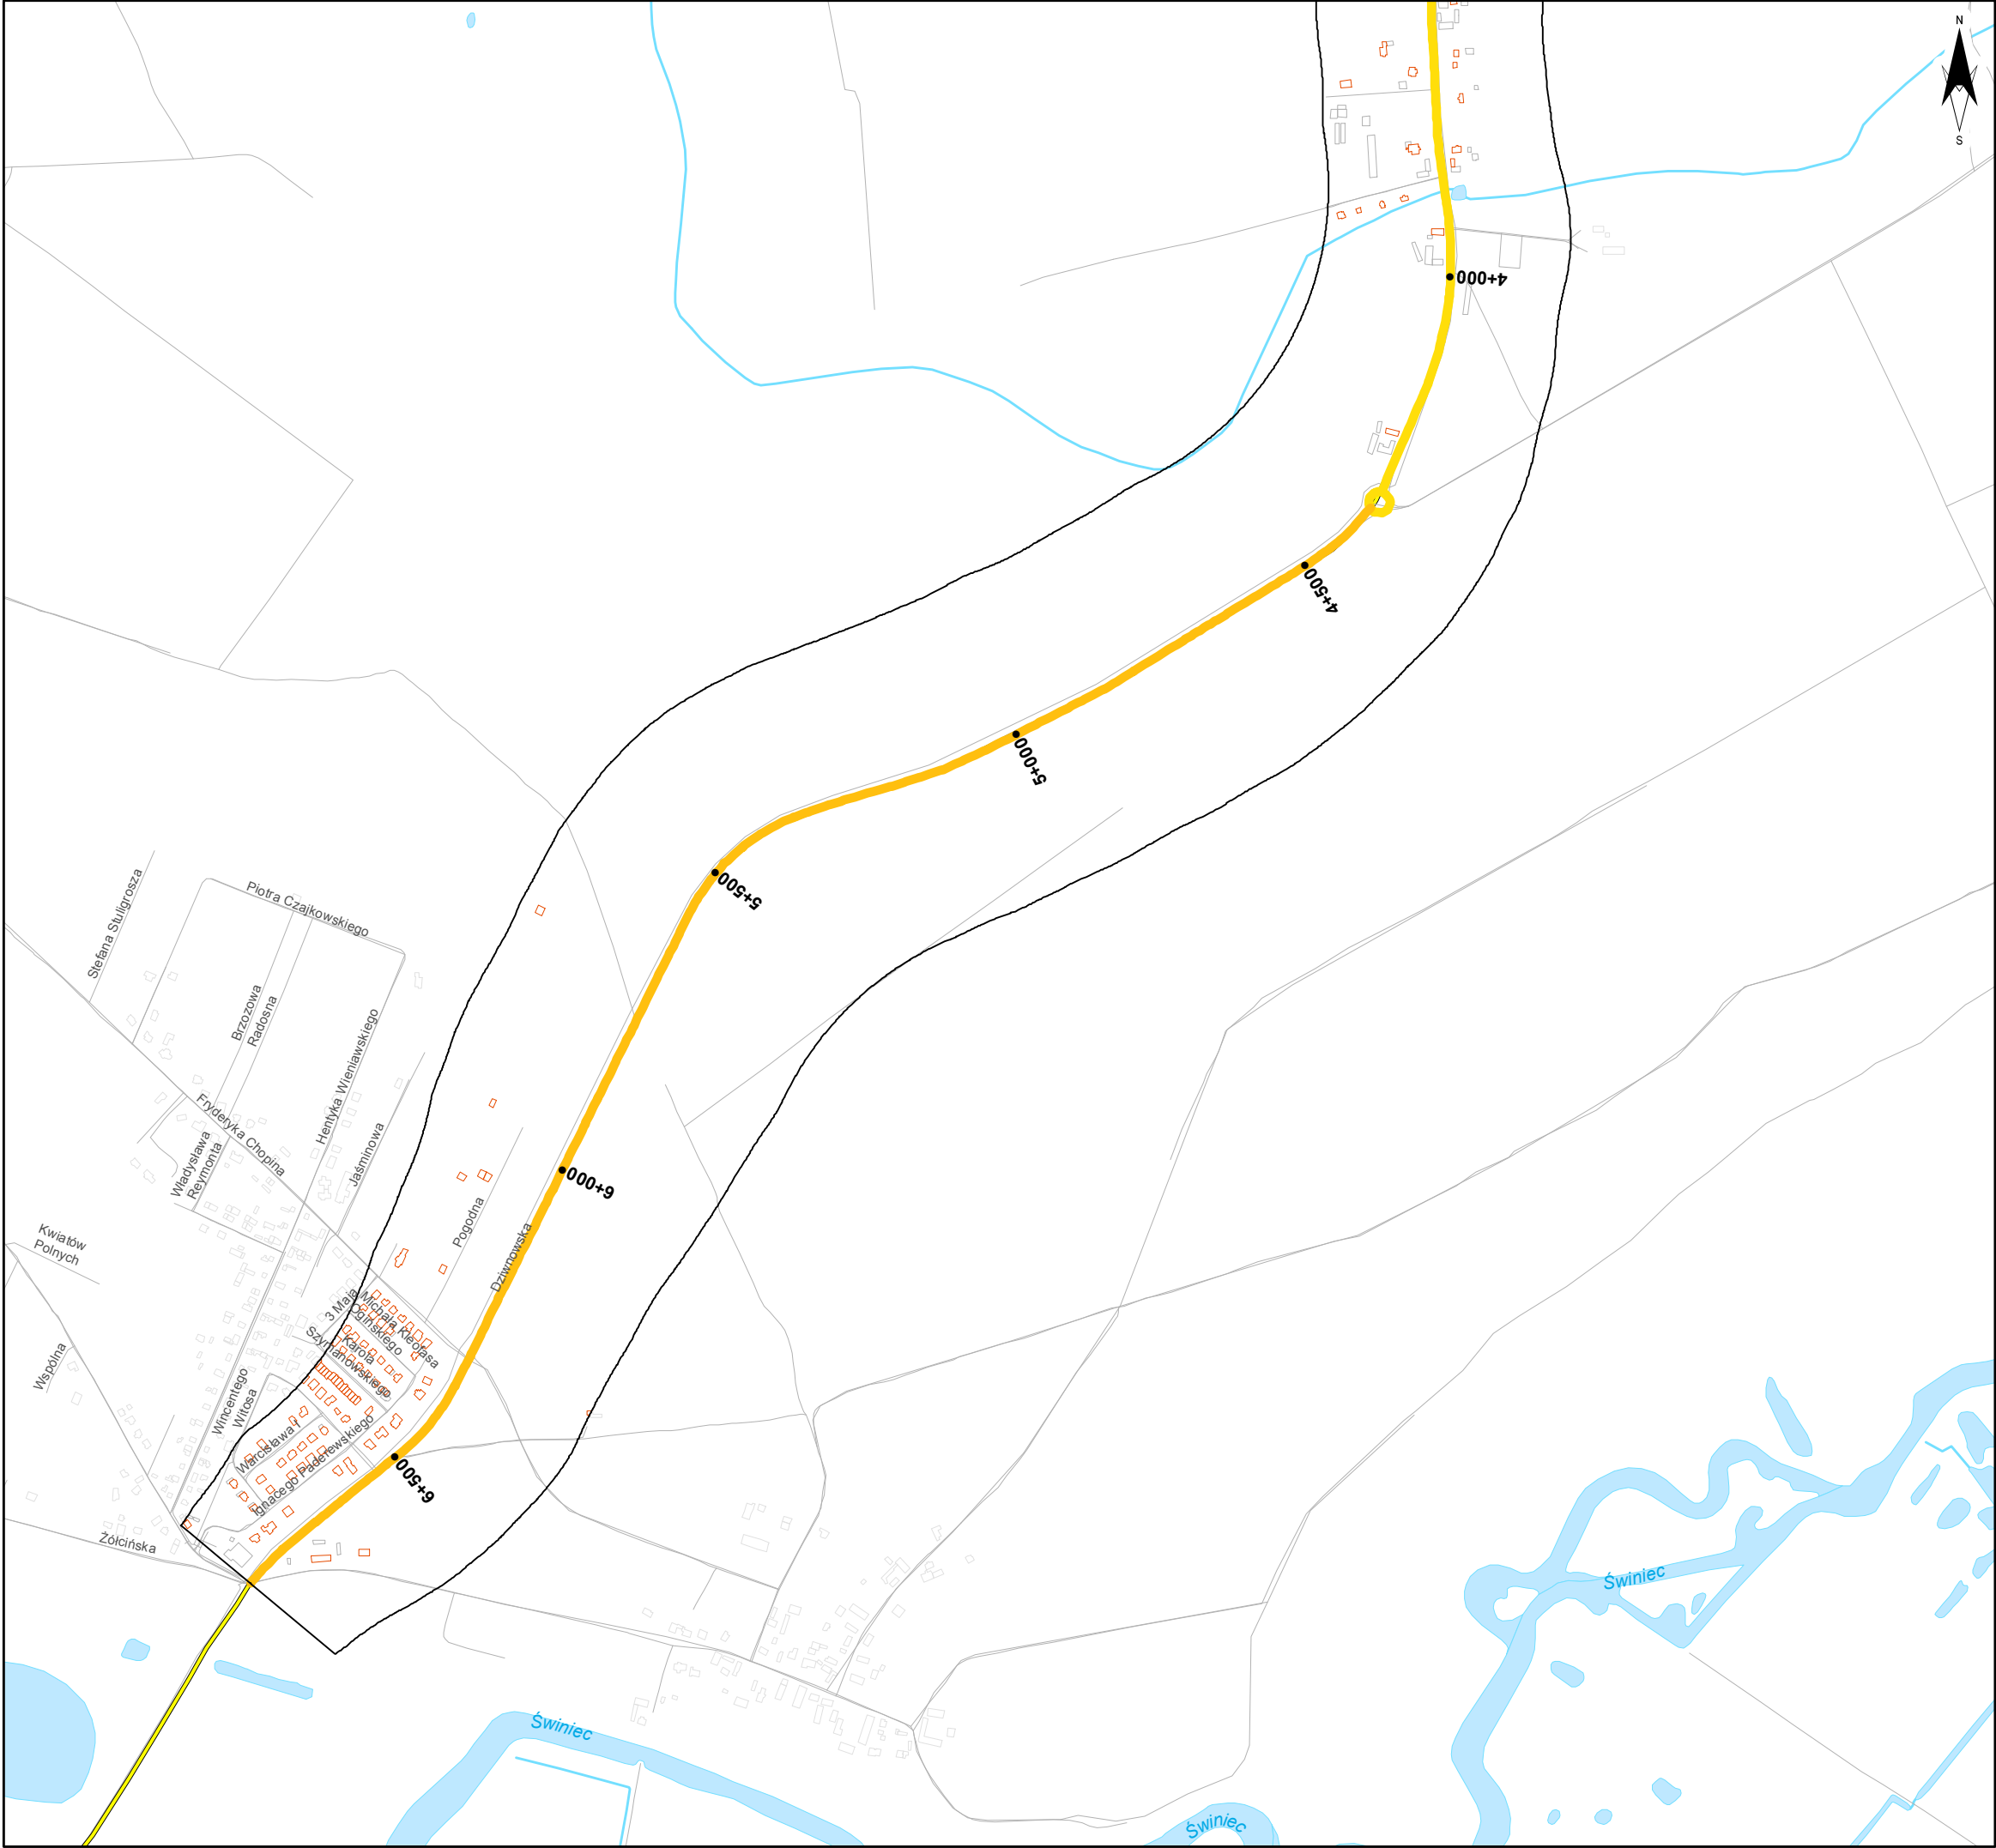 N
S
4+000
4+500
5+000
5+500
6+000
6+500
Piotra Czajkowskiego
Stefana Stuligrosza
Brzozowa
Radosna
Hentyka Wieniawskiego
Fryderyka Chopina
Władysława
Reymonta
Jaśminowa
Pogodna
Dziwnowska
Kwiatów
Polnych
3 Maja
Michała Kleofasa
Ogińskiego
Karola
Szymanowskiego
Wspólna
Wincentego
Witosa
Warcisława I
Ignacego Paderewskiego
Żółcińska
Świniec
Świniec
Świniec